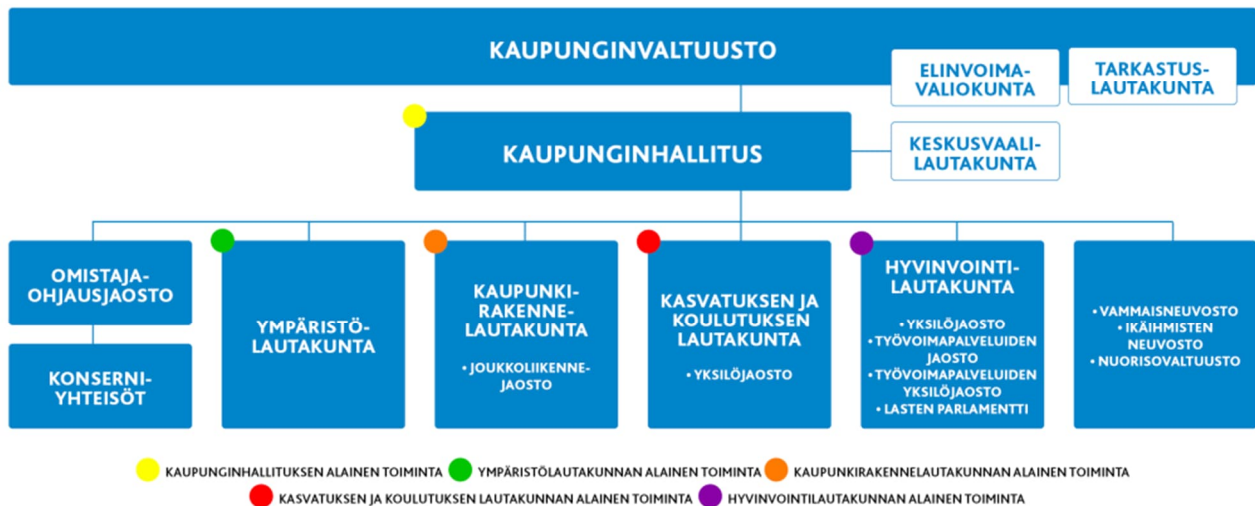 KAUPUNGINVALTUUSTO
ELINVOIMA-
VALIOKUNTA
TARKASTUS-
LAUTAKUNTA
KAUPUNGINHALLITUS
KESKUSVAALI-
LAUTAKUNTA
OMISTAJA-
OHJAUSJAOSTO
KONSERNI-
YHTEISÖT
YMPÄRISTÖ-
LAUTAKUNTA
KAUPUNKI-
RAKENNE-
LAUTAKUNTA
• JOUKKOLIIKENNE-
JAOSTO
KASVATUKSEN JA
KOULUTUKSEN
LAUTAKUNTA
• YKSILÖJAOSTO
HYVINVOINTI-
LAUTAKUNTA
• YKSILÖJAOSTO
• TYÖVOIMAPALVELUIDEN
JAOSTO
• TYÖVOIMAPALVELUIDEN
YKSILÖJAOSTO
• LASTEN PARLAMENTTI
• VAMMAISNEUVOSTO
• IKÄIHMISTEN
NEUVOSTO
• NUORISOVALTUUSTO
KAUPUNGINHALLITUKSEN ALAINEN TOIMINTA
YMPÄRISTÖLAUTAKUNNAN ALAINEN TOIMINTA
KAUPUNKIRAKENNELAUTAKUNNAN ALAINEN TOIMINTA
KASVATUKSEN JA KOULUTUKSEN LAUTAKUNNAN ALAINEN TOIMINTA
HYVINVOINTILAUTAKUNNAN ALAINEN TOIMINTA